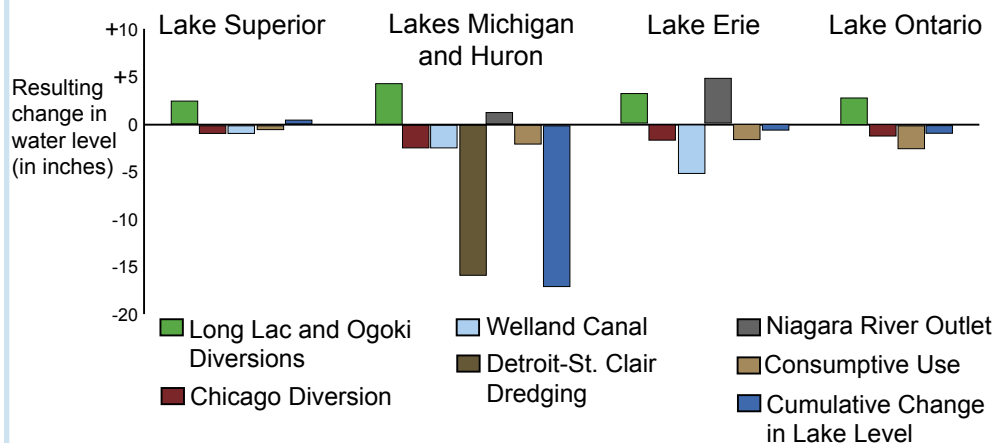 Lake Superior
Lakes Michigan
and Huron
Lake Erie
Lake Ontario
Resulting
change in
water level
(in inches)
+10
+5
0
-5
-10
-15
-20
Long Lac and Ogoki
Diversions
Chicago Diversion
Welland Canal
Detroit-St. Clair
Dredging
Niagara River Outlet
Consumptive Use
Cumulative Change
in Lake Level